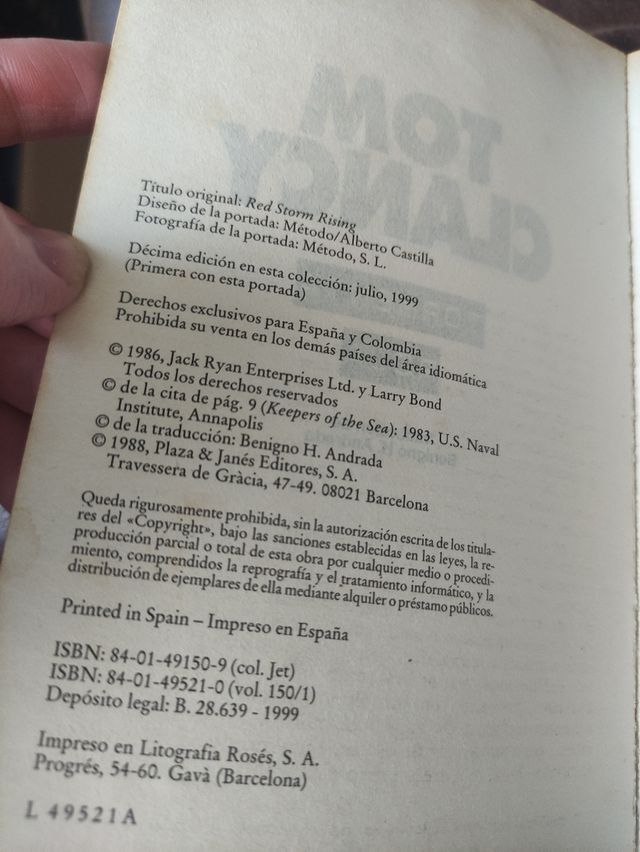 TOM
CLANCY
Título original: Red Storm Rising
Diseño de la portada: Método/Alberto Castilla
Fotografía de la portada: Método, S. L.
Décima edición en esta colección: julio, 1999
(Primera con esta portada)
Derechos exclusivos para España y Colombia
Prohibida su venta en los demás países del área idiomática
© 1986, Jack Ryan Enterprises Ltd. y Larry Bond
Todos los derechos reservados
© de la cita de pág. 9 (Keepers of the Sea): 1983, U.S. Naval
Institute, Annapolis
© de la traducción: Benigno H. Andrada
© 1988, Plaza & Janés Editores, S. A.
Travessera de Gràcia, 47-49. 08021 Barcelona
Queda rigurosamente prohibida, sin la autorización escrita de los titula-
res del «Copyright», bajo las sanciones establecidas en las leyes, la re-
producción parcial o total de esta obra por cualquier medio o procedi-
miento, comprendidos la reprografía y el tratamiento informático, y la
distribución de ejemplares de ella mediante alquiler o préstamo públicos.
Printed in Spain – Impreso en España
ISBN: 84-01-49150-9 (col. Jet)
ISBN: 84-01-49521-0 (vol. 150/1)
Depósito legal: B. 28.639 - 1999
Impreso en Litografía Rosés, S. A.
Progrés, 54-60. Gavà (Barcelona)
L 49521A